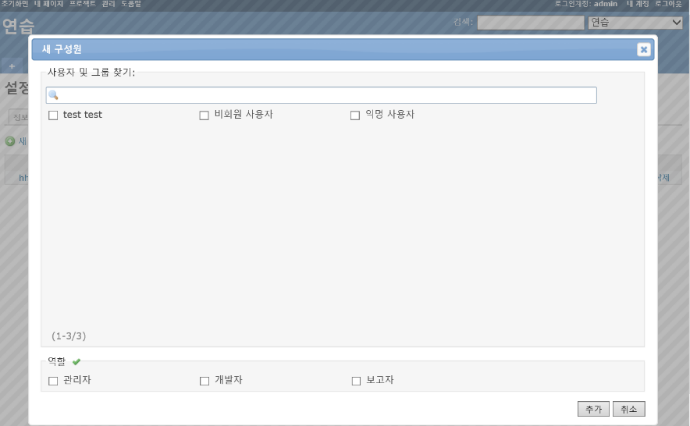 초기화면 내 페이지 프로젝트 관리 도움말 로그인계정: admin 내 계정 로그아웃
연습 검색: 연습
새 구성원
+
설정
사용자 및 그룹 찾기:
정보
test test 비회원 사용자 익명 사용자
새
hh
(1-3/3)
역할
관리자 개발자 보고자
추가 취소